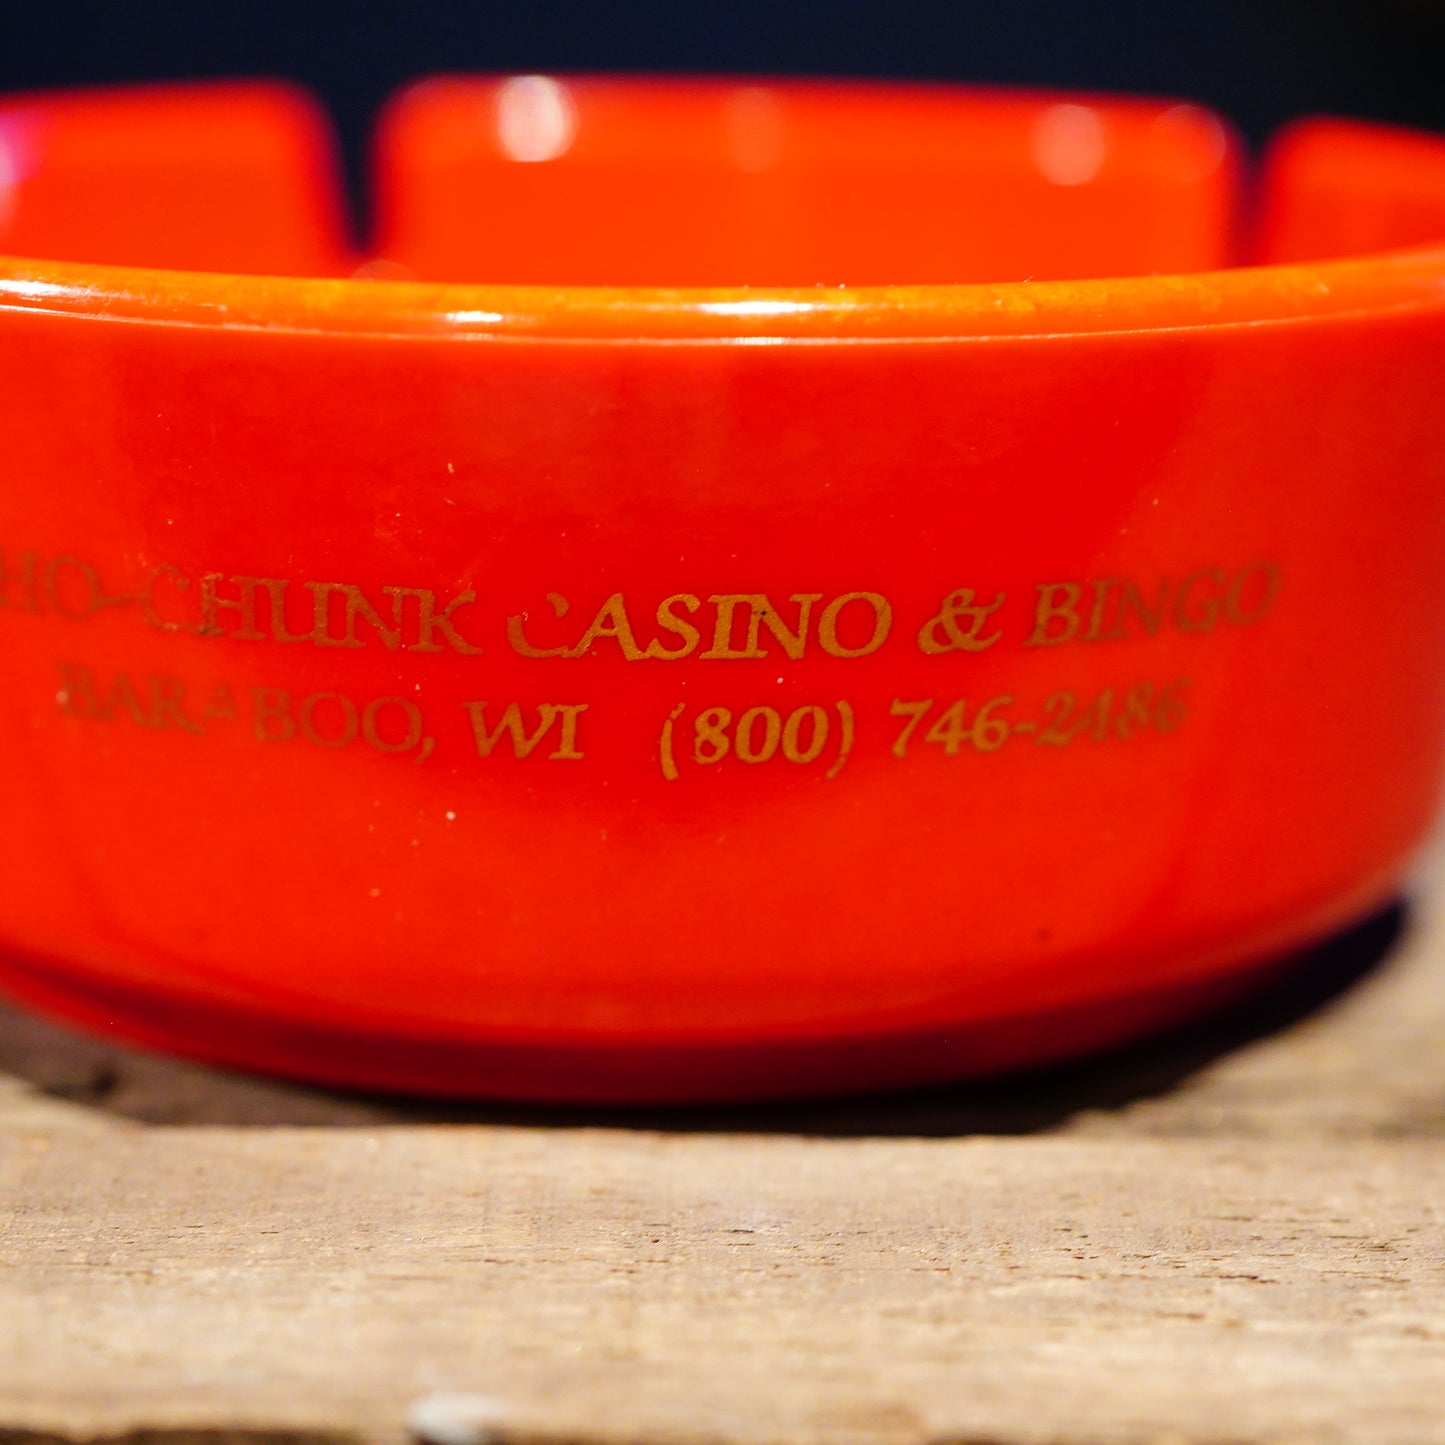 HO-CHUNK CASINO & BINGO
BARABOO, WI (800) 746-2486